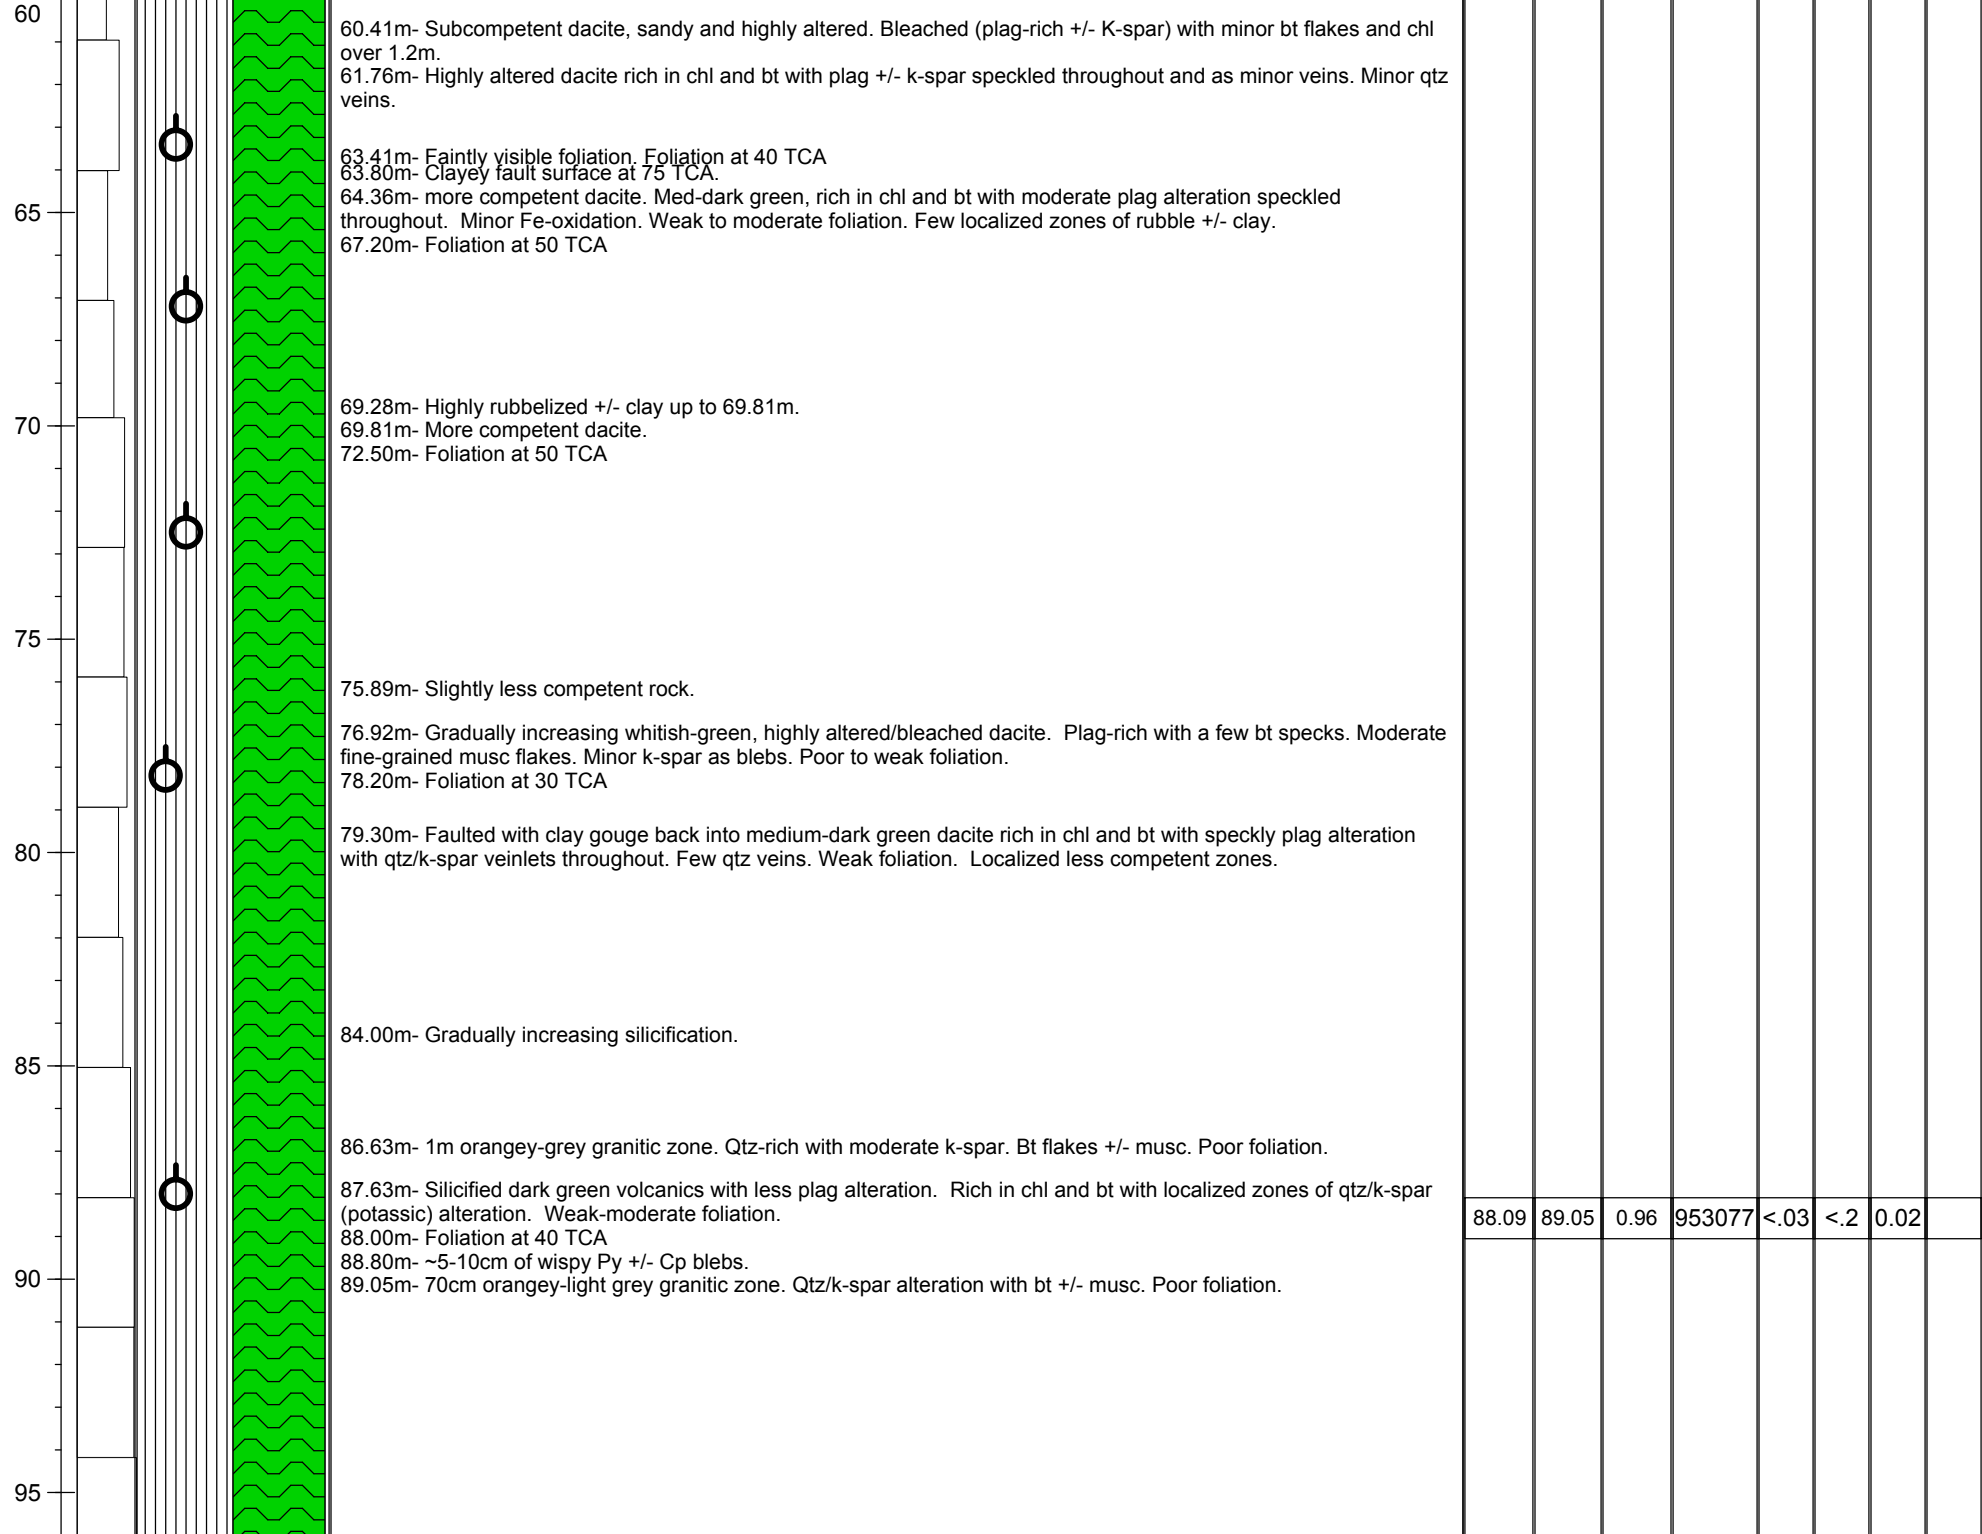 60
60.41m- Subcompetent dacite, sandy and highly altered. Bleached (plag-rich +/- K-spar) with minor bt flakes and chl
over 1.2m.
61.76m- Highly altered dacite rich in chl and bt with plag +/- k-spar speckled throughout and as minor veins. Minor qtz
veins.
63.41m- Faintly visible foliation. Foliation at 40 TCA
63.80m- Clayey fault surface at 75 TCA.
64.36m- more competent dacite. Med-dark green, rich in chl and bt with moderate plag alteration speckled
65
throughout.  Minor Fe-oxidation. Weak to moderate foliation. Few localized zones of rubble +/- clay.
67.20m- Foliation at 50 TCA
69.28m- Highly rubbelized +/- clay up to 69.81m.
70
69.81m- More competent dacite.
72.50m- Foliation at 50 TCA
75
75.89m- Slightly less competent rock.
76.92m- Gradually increasing whitish-green, highly altered/bleached dacite.  Plag-rich with a few bt specks. Moderate
fine-grained musc flakes. Minor k-spar as blebs. Poor to weak foliation.
78.20m- Foliation at 30 TCA
79.30m- Faulted with clay gouge back into medium-dark green dacite rich in chl and bt with speckly plag alteration
80
with qtz/k-spar veinlets throughout. Few qtz veins. Weak foliation.  Localized less competent zones.
84.00m- Gradually increasing silicification.
85
86.63m- 1m orangey-grey granitic zone. Qtz-rich with moderate k-spar. Bt flakes +/- musc. Poor foliation.
87.63m- Silicified dark green volcanics with less plag alteration.  Rich in chl and bt with localized zones of qtz/k-spar
(potassic) alteration.  Weak-moderate foliation.
88.09 89.05 0.96 953077 <.03 <.2 0.02
88.00m- Foliation at 40 TCA
88.80m- ~5-10cm of wispy Py +/- Cp blebs.
90
89.05m- 70cm orangey-light grey granitic zone. Qtz/k-spar alteration with bt +/- musc. Poor foliation.
95